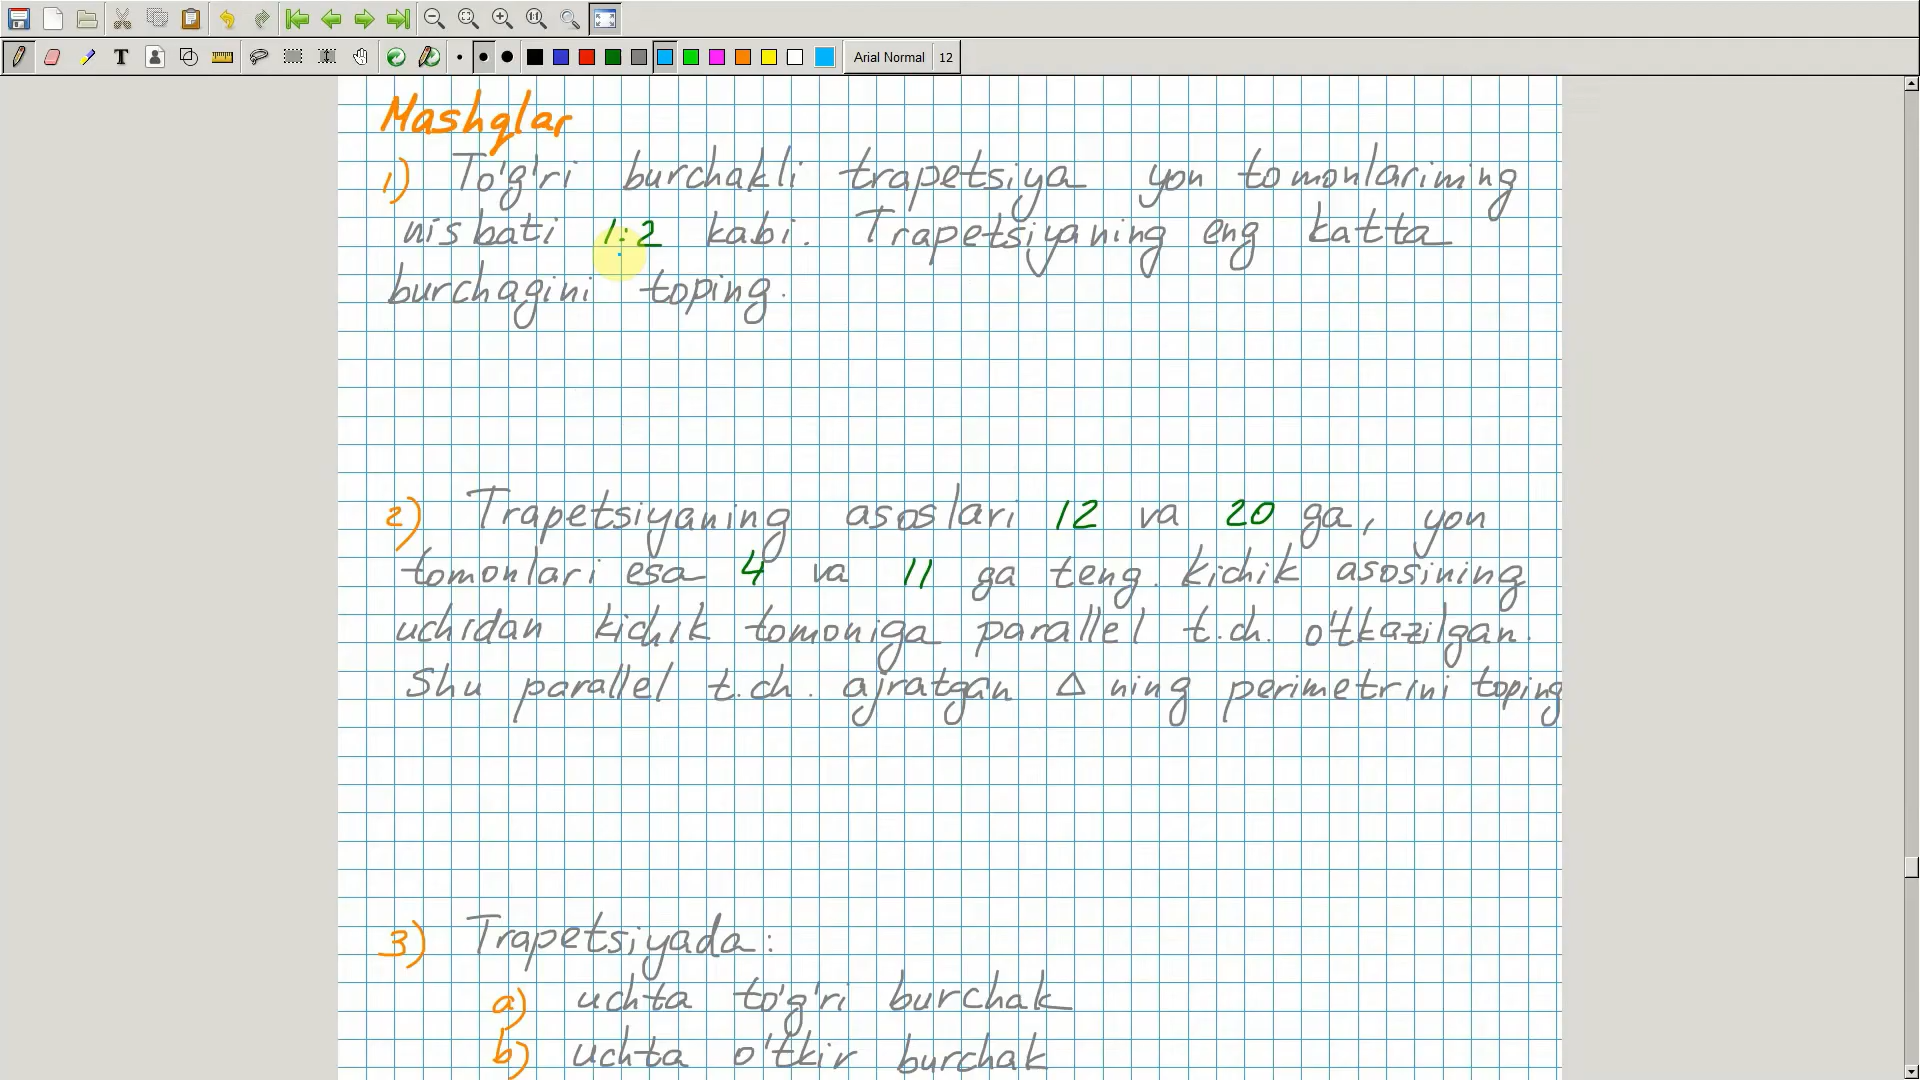 Arial Normal 12
Mashqlar
1) To'g'ri burchakli trapetsiya yon tomonlarining
nisbati 1:2 kabi. Trapetsiyaning eng katta
burchagini toping.
2) Trapetsiyaning asoslari 12 va 20 ga, yon
tomonlari esa 4 va 11 ga teng. Kichik asosining
uchidan kichik tomoniga parallel t.ch. o'tkazilgan.
Shu parallel t.ch. ajratgan Δ ning perimetrini toping
3) Trapetsiyada:
a) uchta to'g'ri burchak
b) uchta o'tkir burchak